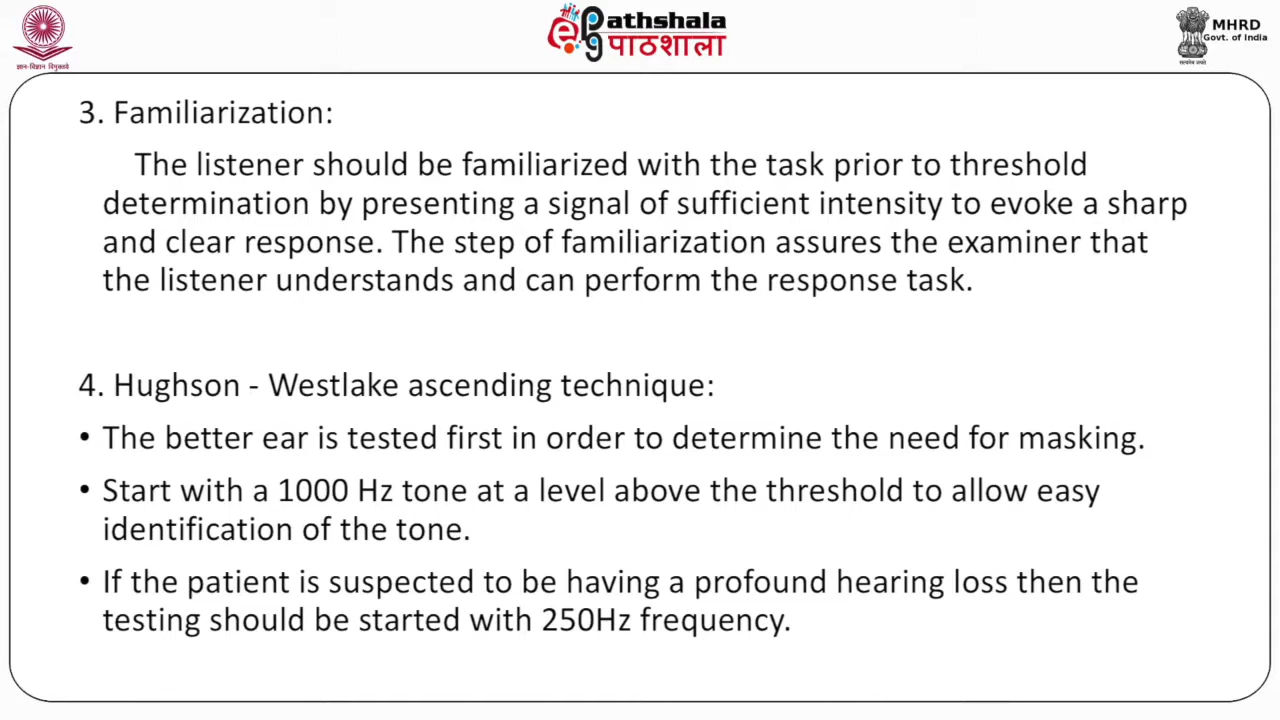 ज्ञान-विज्ञान विमुक्तये
ePathshala
पाठशाला
MHRD
Govt. of India
सत्यमेव जयते
3. Familiarization:
The listener should be familiarized with the task prior to threshold
determination by presenting a signal of sufficient intensity to evoke a sharp
and clear response. The step of familiarization assures the examiner that
the listener understands and can perform the response task.
4. Hughson - Westlake ascending technique:
• The better ear is tested first in order to determine the need for masking.
• Start with a 1000 Hz tone at a level above the threshold to allow easy
identification of the tone.
• If the patient is suspected to be having a profound hearing loss then the
testing should be started with 250Hz frequency.